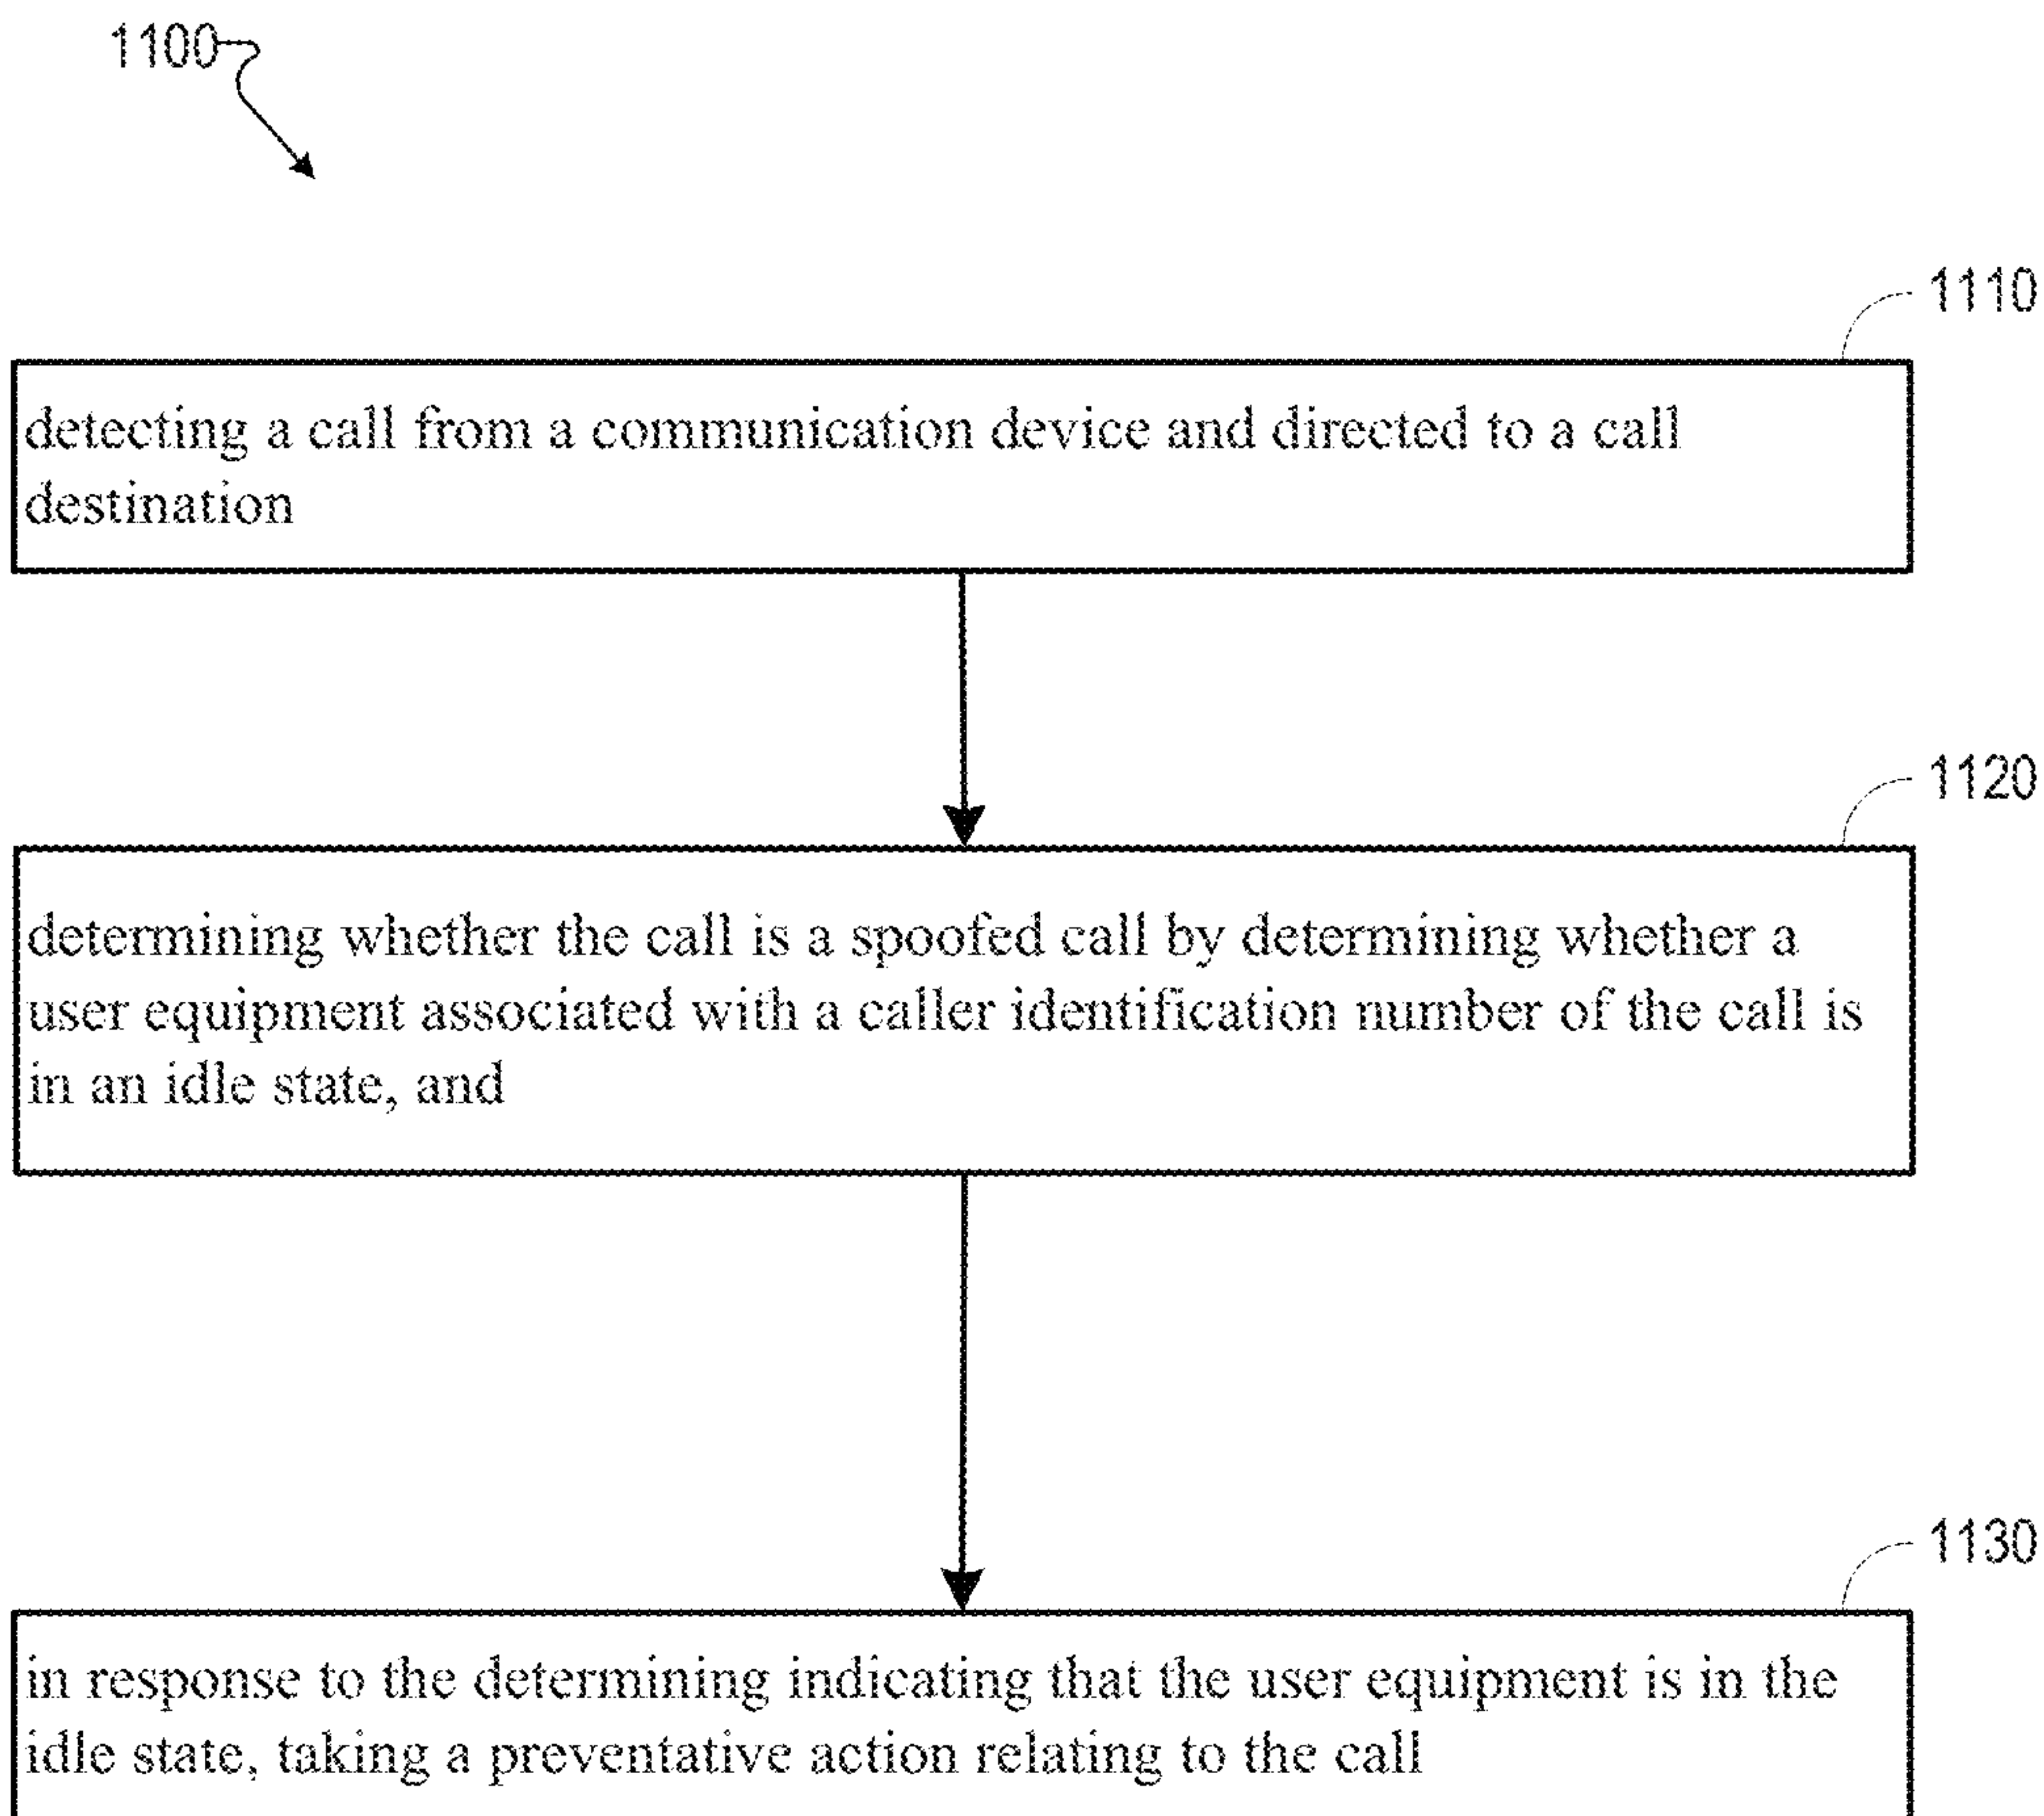 1100
1110
detecting a call from a communication device and directed to a call
destination
1120
determining whether the call is a spoofed call by determining whether a
user equipment associated with a caller identification number of the call is
in an idle state, and
1130
in response to the determining indicating that the user equipment is in the
idle state, taking a preventative action relating to the call